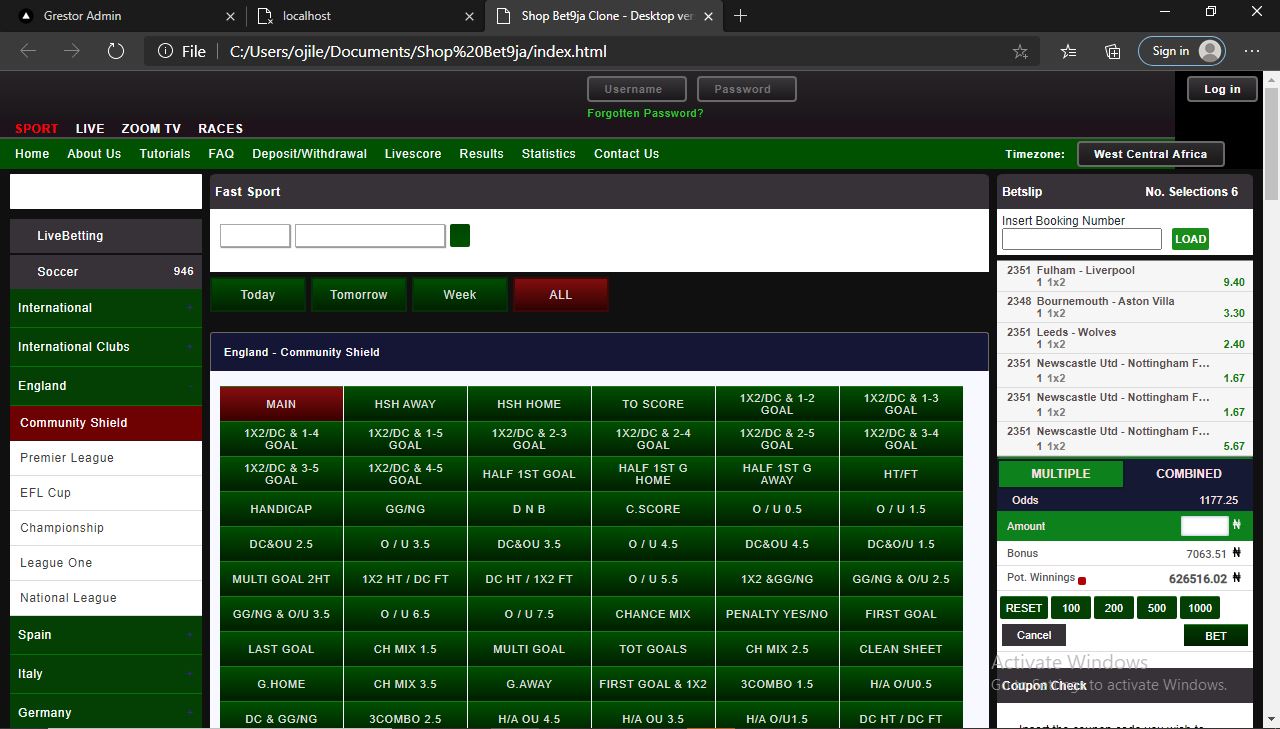 Grestor Admin
localhost
Shop Bet9ja Clone - Desktop ver
File
C:/Users/ojile/Documents/Shop%20Bet9ja/index.html
Sign in
Username
Password
Log in
Forgotten Password?
SPORT LIVE ZOOM TV RACES
Home About Us Tutorials FAQ Deposit/Withdrawal Livescore Results Statistics Contact Us
Timezone: West Central Africa
LiveBetting
Soccer 946
International +
International Clubs +
England -
Community Shield
Premier League
EFL Cup
Championship
League One
National League
Spain +
Italy +
Germany +
Fast Sport
Today Tomorrow Week ALL
England - Community Shield
MAIN HSH AWAY HSH HOME TO SCORE 1X2/DC & 1-2 GOAL 1X2/DC & 1-3 GOAL
1X2/DC & 1-4 GOAL 1X2/DC & 1-5 GOAL 1X2/DC & 2-3 GOAL 1X2/DC & 2-4 GOAL 1X2/DC & 2-5 GOAL 1X2/DC & 3-4 GOAL
1X2/DC & 3-5 GOAL 1X2/DC & 4-5 GOAL HALF 1ST GOAL HALF 1ST G HOME HALF 1ST G AWAY HT/FT
HANDICAP GG/NG D N B C.SCORE O / U 0.5 O / U 1.5
DC&OU 2.5 O / U 3.5 DC&OU 3.5 O / U 4.5 DC&OU 4.5 DC&O/U 1.5
MULTI GOAL 2HT 1X2 HT / DC FT DC HT / 1X2 FT O / U 5.5 1X2 &GG/NG GG/NG & O/U 2.5
GG/NG & O/U 3.5 O / U 6.5 O / U 7.5 CHANCE MIX PENALTY YES/NO FIRST GOAL
LAST GOAL CH MIX 1.5 MULTI GOAL TOT GOALS CH MIX 2.5 CLEAN SHEET
G.HOME CH MIX 3.5 G.AWAY FIRST GOAL & 1X2 3COMBO 1.5 H/A O/U0.5
DC & GG/NG 3COMBO 2.5 H/A OU 4.5 H/A OU 3.5 H/A O/U1.5 DC HT / DC FT
Betslip No. Selections 6
Insert Booking Number
LOAD
2351 Fulham - Liverpool
1 1x2 9.40
2348 Bournemouth - Aston Villa
1 1x2 3.30
2351 Leeds - Wolves
1 1x2 2.40
2351 Newscastle Utd - Nottingham F...
1 1x2 1.67
2351 Newscastle Utd - Nottingham F...
1 1x2 1.67
2351 Newscastle Utd - Nottingham F...
1 1x2 5.67
MULTIPLE COMBINED
Odds 1177.25
Amount ₦
Bonus 7063.51 ₦
Pot. Winnings 626516.02 ₦
RESET 100 200 500 1000
Cancel BET
Activate Windows
Go to Settings to activate Windows.
Coupon Check
Insert the coupon code you wish to